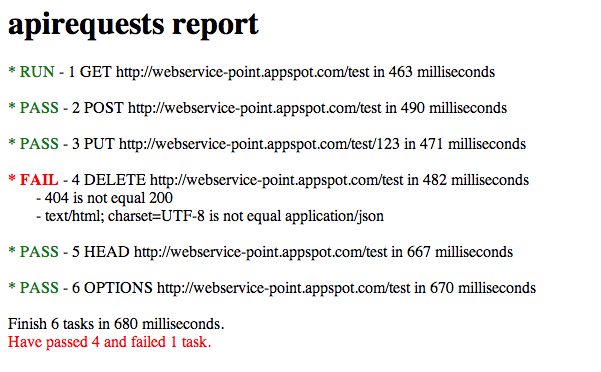 apirequests report
* RUN - 1 GET http://webservice-point.appspot.com/test in 463 milliseconds
* PASS - 2 POST http://webservice-point.appspot.com/test in 490 milliseconds
* PASS - 3 PUT http://webservice-point.appspot.com/test/123 in 471 milliseconds
* FAIL - 4 DELETE http://webservice-point.appspot.com/test in 482 milliseconds
- 404 is not equal 200
- text/html; charset=UTF-8 is not equal application/json
* PASS - 5 HEAD http://webservice-point.appspot.com/test in 667 milliseconds
* PASS - 6 OPTIONS http://webservice-point.appspot.com/test in 670 milliseconds
Finish 6 tasks in 680 milliseconds.
Have passed 4 and failed 1 task.